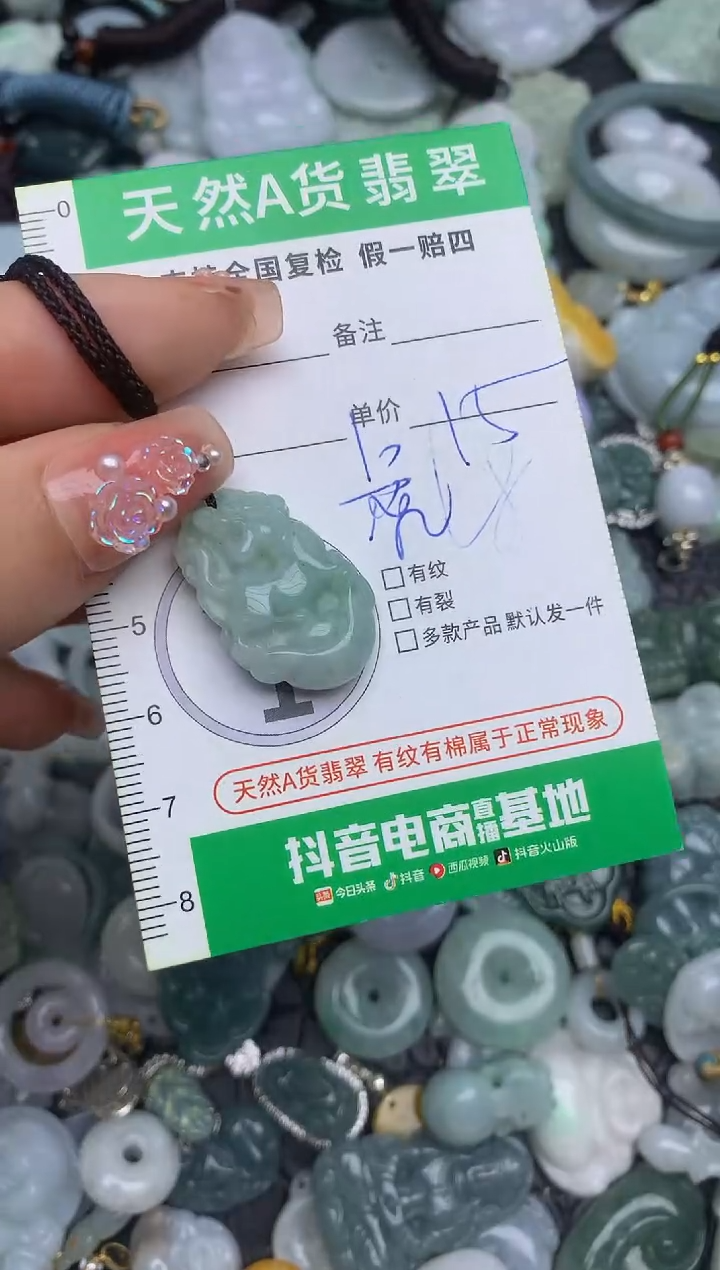 0
天然A货翡翠
全国复检 假一赔四
备注
单价
15
有纹
有裂
多款产品 默认发一件
5
6
7
8
天然A货翡翠 有纹有棉属于正常现象
抖音电商直播基地
头条 今日头条 抖音 西瓜视频 抖音火山版